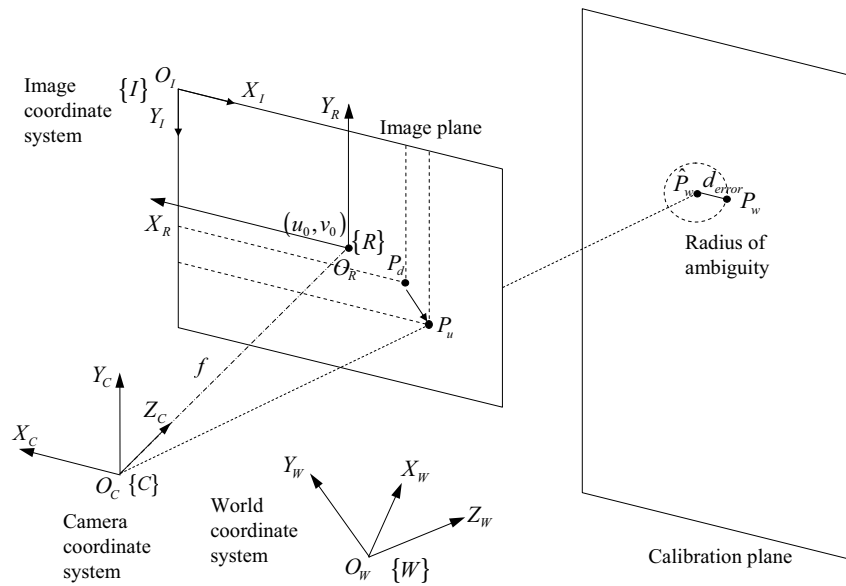 Image
coordinate
system
{I}
O_I
X_I
Y_I
Y_R
Image plane
X_R
(u_0, v_0)
{R}
O_R
P_d
P_u
f
Y_C
Z_C
X_C
O_C {C}
Camera
coordinate
system
World
coordinate
system
Y_W
X_W
Z_W
O_W {W}
P̂_w
d_error
P_w
Radius of
ambiguity
Calibration plane